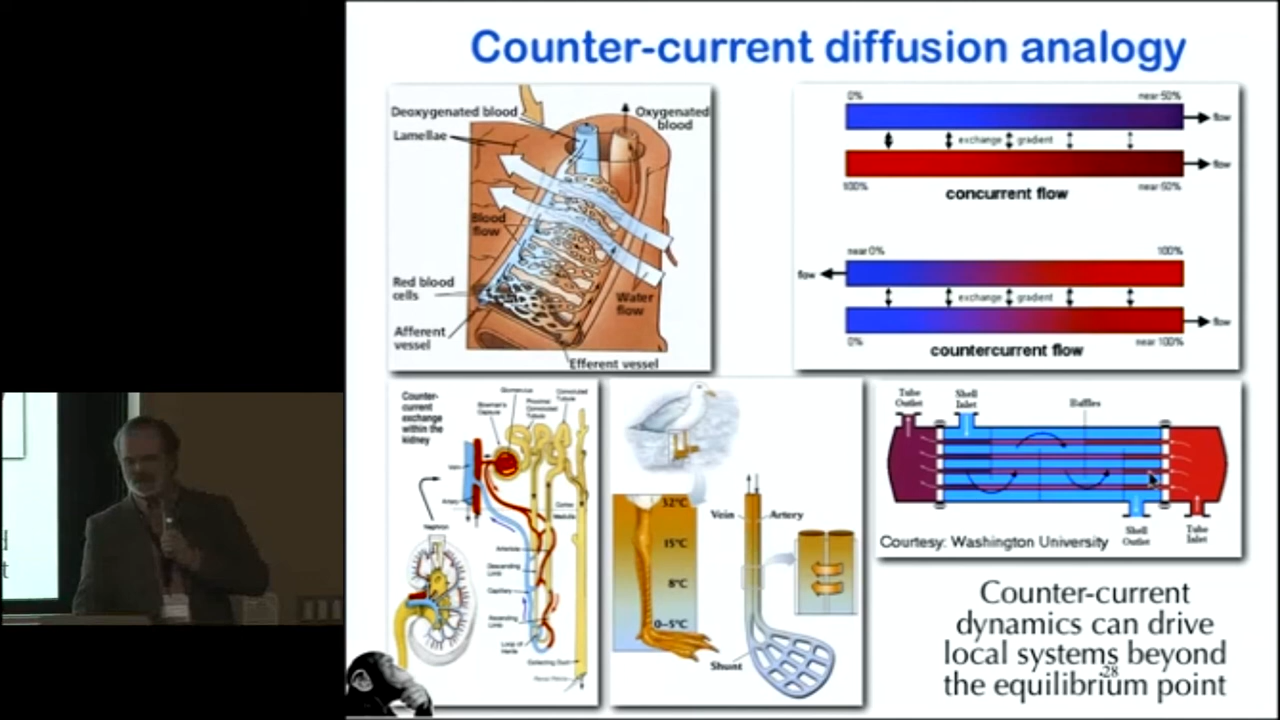 Counter-current diffusion analogy
Deoxygenated blood
Oxygenated
blood
Lamellae
Blood
flow
Red blood
cells
Water
flow
Afferent
vessel
Efferent vessel
0%
near 50%
flow
exchange gradient
flow
100%
near 50%
concurrent flow
near 0%
100%
flow
exchange gradient
flow
0%
near 100%
countercurrent flow
Counter-
current
exchange
within the
kidney
Glomerulus
Bowman's
Capsule
Proximal
Convoluted
Tubule
Convoluted
Tubule
Vein
Artery
Cortex
Medulla
Nephron
Arteriole
Descending
Limb
Capillary
Ascending
Limb
Loop of
Henle
Collecting Duct
32°C
15°C
8°C
0–5°C
Vein
Artery
Shunt
Tube
Outlet
Shell
Inlet
Baffles
Shell
Outlet
Tube
Inlet
Courtesy: Washington University
Counter-current
dynamics can drive
local systems beyond
the equilibrium point
28